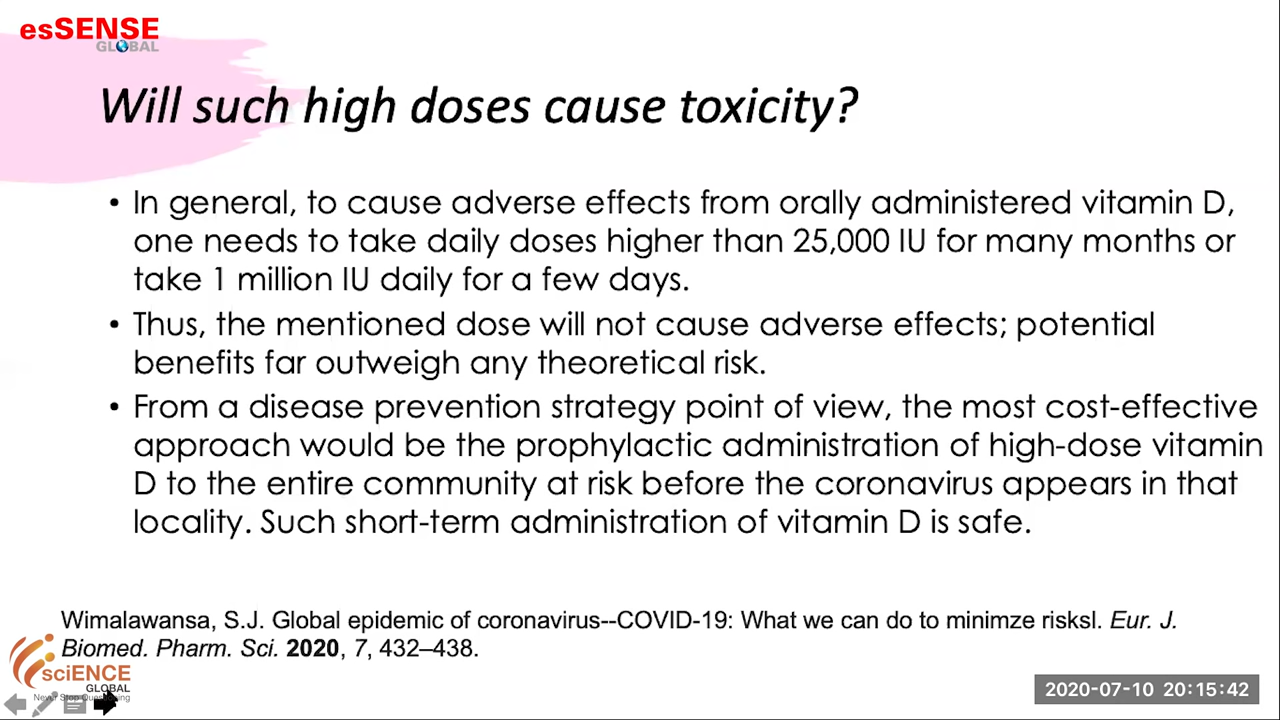 esSENSE
GLOBAL
Will such high doses cause toxicity?
• In general, to cause adverse effects from orally administered vitamin D,
one needs to take daily doses higher than 25,000 IU for many months or
take 1 million IU daily for a few days.
• Thus, the mentioned dose will not cause adverse effects; potential
benefits far outweigh any theoretical risk.
• From a disease prevention strategy point of view, the most cost-effective
approach would be the prophylactic administration of high-dose vitamin
D to the entire community at risk before the coronavirus appears in that
locality. Such short-term administration of vitamin D is safe.
Wimalawansa, S.J. Global epidemic of coronavirus--COVID-19: What we can do to minimze risksl. Eur. J.
Biomed. Pharm. Sci. 2020, 7, 432–438.
sciENCE
GLOBAL
Never Stop Questioning
2020-07-10 20:15:42